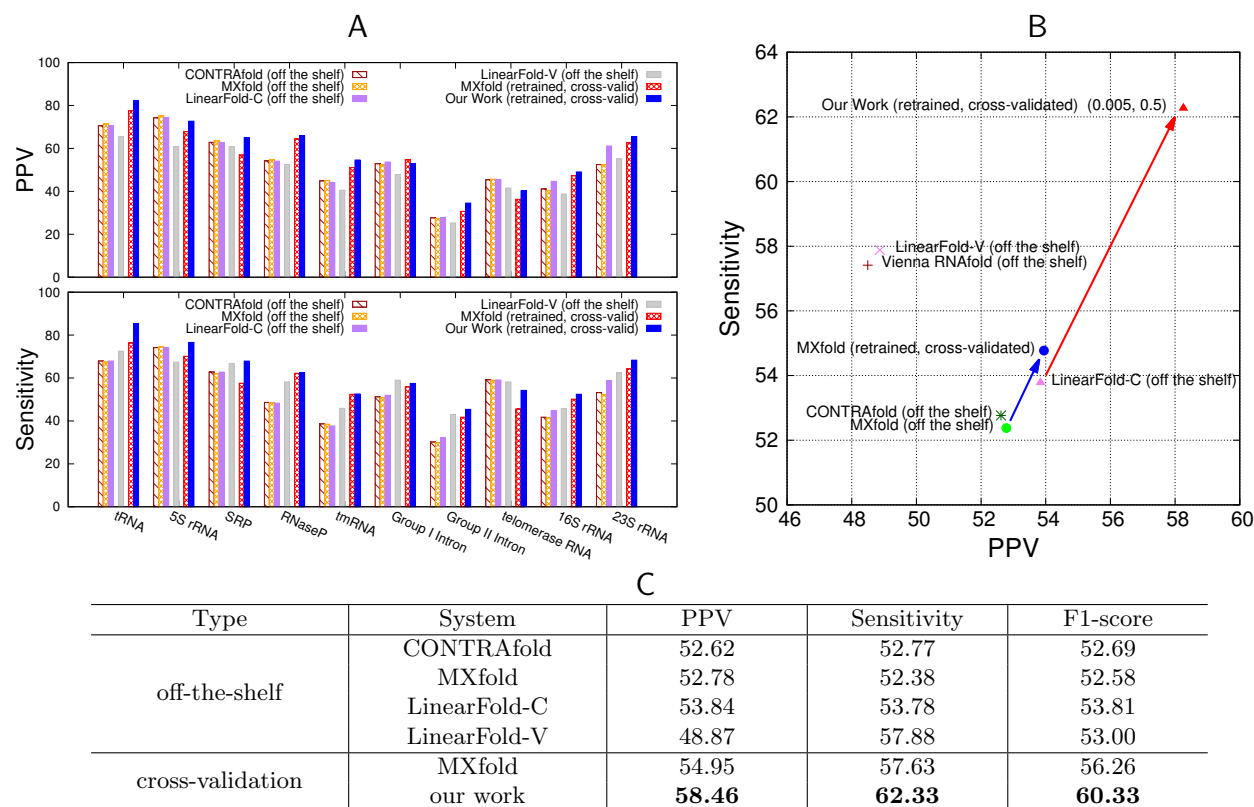 A
PPV
100
80
60
40
20
0
CONTRAfold (off the shelf)
MXfold (off the shelf)
LinearFold-C (off the shelf)
LinearFold-V (off the shelf)
MXfold (retrained, cross-valid)
Our Work (retrained, cross-valid)
Sensitivity
100
80
60
40
20
0
CONTRAfold (off the shelf)
MXfold (off the shelf)
LinearFold-C (off the shelf)
LinearFold-V (off the shelf)
MXfold (retrained, cross-valid)
Our Work (retrained, cross-valid)
tRNA
5S rRNA
SRP
RNaseP
tmRNA
Group I Intron
Group II Intron
telomerase RNA
16S rRNA
23S rRNA
B
Sensitivity
64
62
60
58
56
54
52
50
Our Work (retrained, cross-validated) (0.005, 0.5)
LinearFold-V (off the shelf)
Vienna RNAfold (off the shelf)
MXfold (retrained, cross-validated)
LinearFold-C (off the shelf)
CONTRAfold (off the shelf)
MXfold (off the shelf)
46 48 50 52 54 56 58 60
PPV
C
Type System PPV Sensitivity F1-score
off-the-shelf
CONTRAfold 52.62 52.77 52.69
MXfold 52.78 52.38 52.58
LinearFold-C 53.84 53.78 53.81
LinearFold-V 48.87 57.88 53.00
cross-validation
MXfold 54.95 57.63 56.26
our work 58.46 62.33 60.33